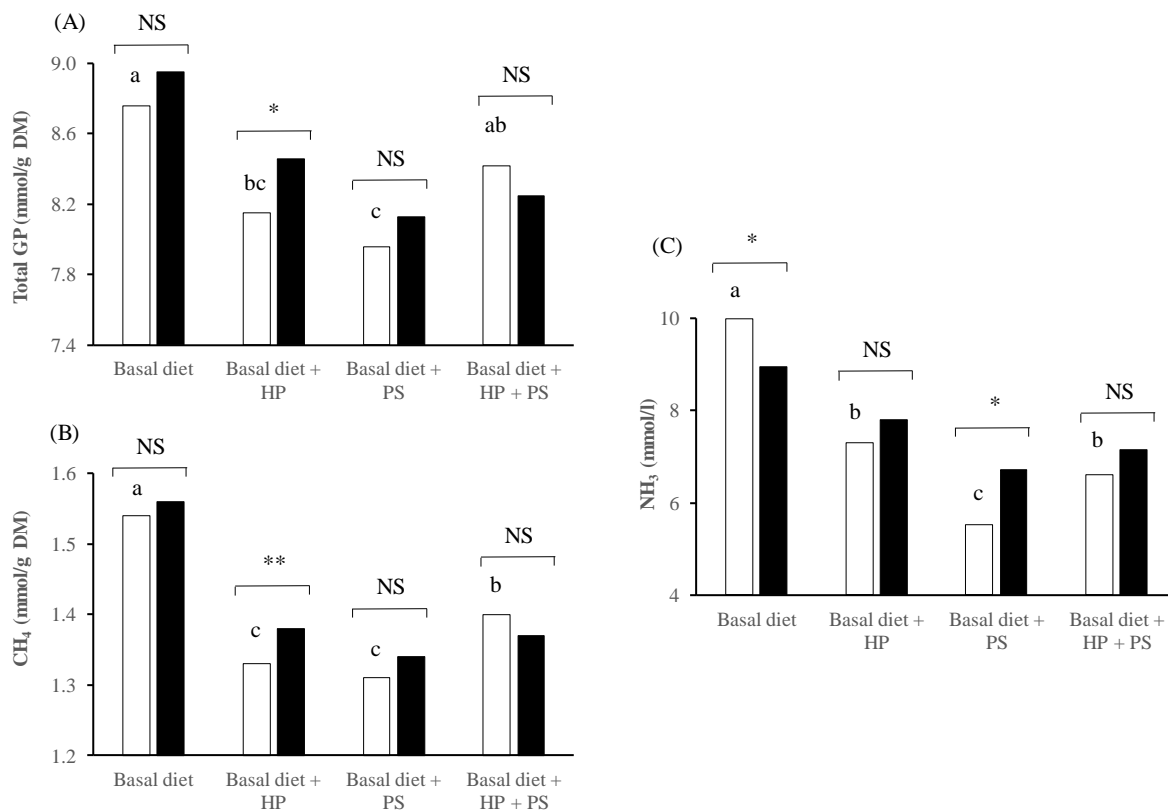 (A)
NS
9.0
a
*
NS
8.6
ab
NS
bc
8.2
c
7.8
7.4
Total GP (mmol/g DM)
Basal diet
Basal diet +
HP
Basal diet +
PS
Basal diet +
HP + PS
(B)
NS
1.6
a
NS
**
1.5
NS
b
1.4
c
c
1.3
1.2
CH₄ (mmol/g DM)
Basal diet
Basal diet +
HP
Basal diet +
PS
Basal diet +
HP + PS
(C)
*
a
10
NS
*
NS
8
b
b
6
c
4
NH₃ (mmol/l)
Basal diet
Basal diet +
HP
Basal diet +
PS
Basal diet +
HP + PS